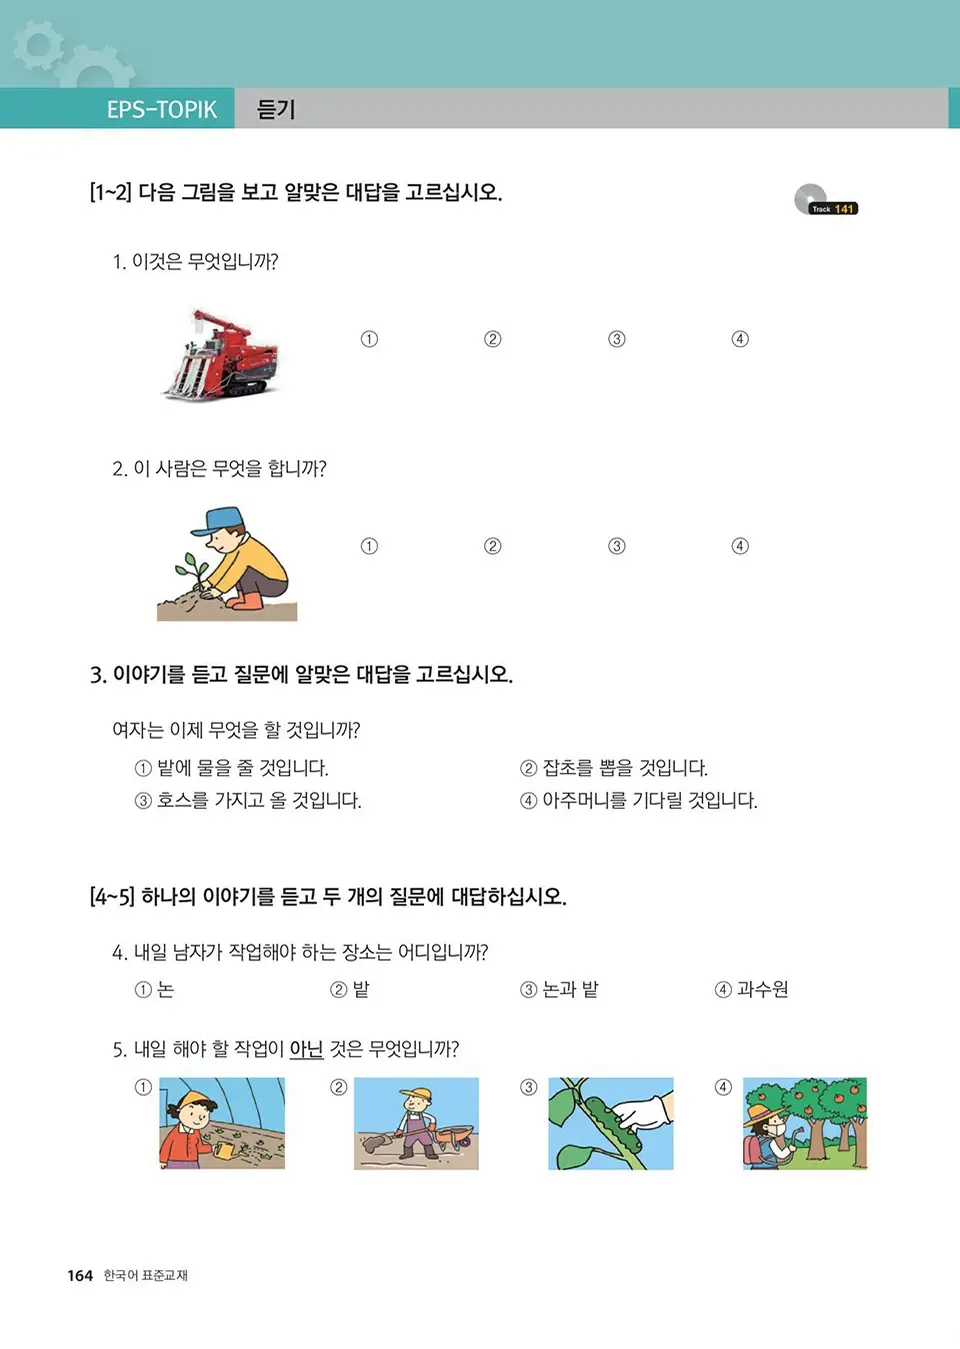 EPS-TOPIK 듣기
[1~2] 다음 그림을 보고 알맞은 대답을 고르십시오.
Track 141
1. 이것은 무엇입니까?
① ② ③ ④
2. 이 사람은 무엇을 합니까?
① ② ③ ④
3. 이야기를 듣고 질문에 알맞은 대답을 고르십시오.
여자는 이제 무엇을 할 것입니까?
① 밭에 물을 줄 것입니다. ② 잡초를 뽑을 것입니다.
③ 호스를 가지고 올 것입니다. ④ 아주머니를 기다릴 것입니다.
[4~5] 하나의 이야기를 듣고 두 개의 질문에 대답하십시오.
4. 내일 남자가 작업해야 하는 장소는 어디입니까?
① 논 ② 밭 ③ 논과 밭 ④ 과수원
5. 내일 해야 할 작업이 아닌 것은 무엇입니까?
① ② ③ ④
164 한국어 표준교재